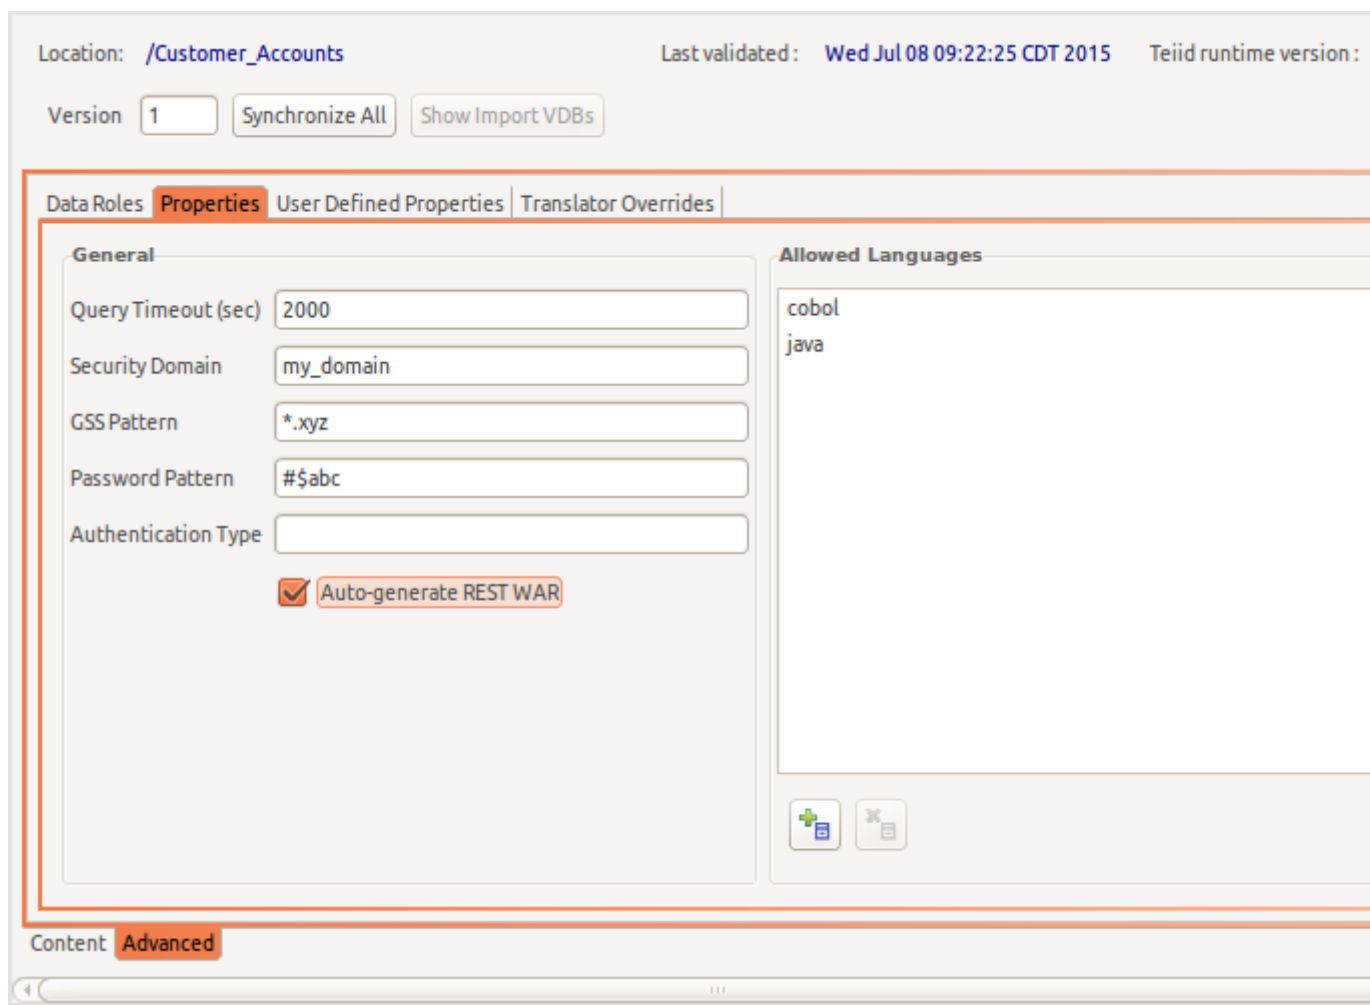 Location: /Customer_Accounts Last validated : Wed Jul 08 09:22:25 CDT 2015 Teiid runtime version :
Version 1 Synchronize All Show Import VDBs
Data Roles Properties User Defined Properties Translator Overrides
General
Query Timeout (sec) 2000
Security Domain my_domain
GSS Pattern *.xyz
Password Pattern #$abc
Authentication Type
Auto-generate REST WAR
Allowed Languages
cobol
java
Content Advanced